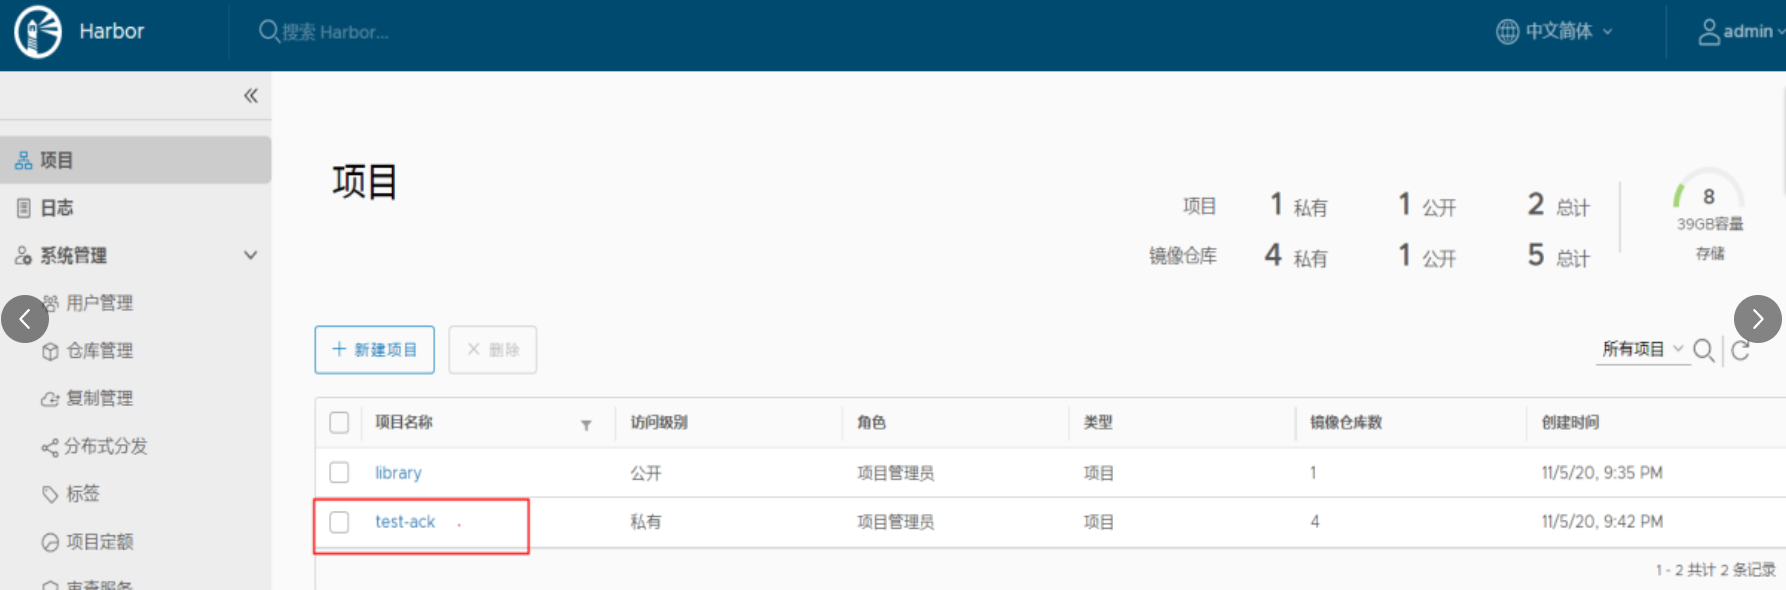 Harbor
搜索 Harbor...
中文简体
admin
项目
日志
系统管理
用户管理
仓库管理
复制管理
分布式分发
标签
项目定额
审查服务
项目
项目 1 私有 1 公开 2 总计
镜像仓库 4 私有 1 公开 5 总计
8
39GB容量
存储
+ 新建项目
× 删除
所有项目
项目名称 访问级别 角色 类型 镜像仓库数 创建时间
library 公开 项目管理员 项目 1 11/5/20, 9:35 PM
test-ack 私有 项目管理员 项目 4 11/5/20, 9:42 PM
1 - 2 共计 2 条记录